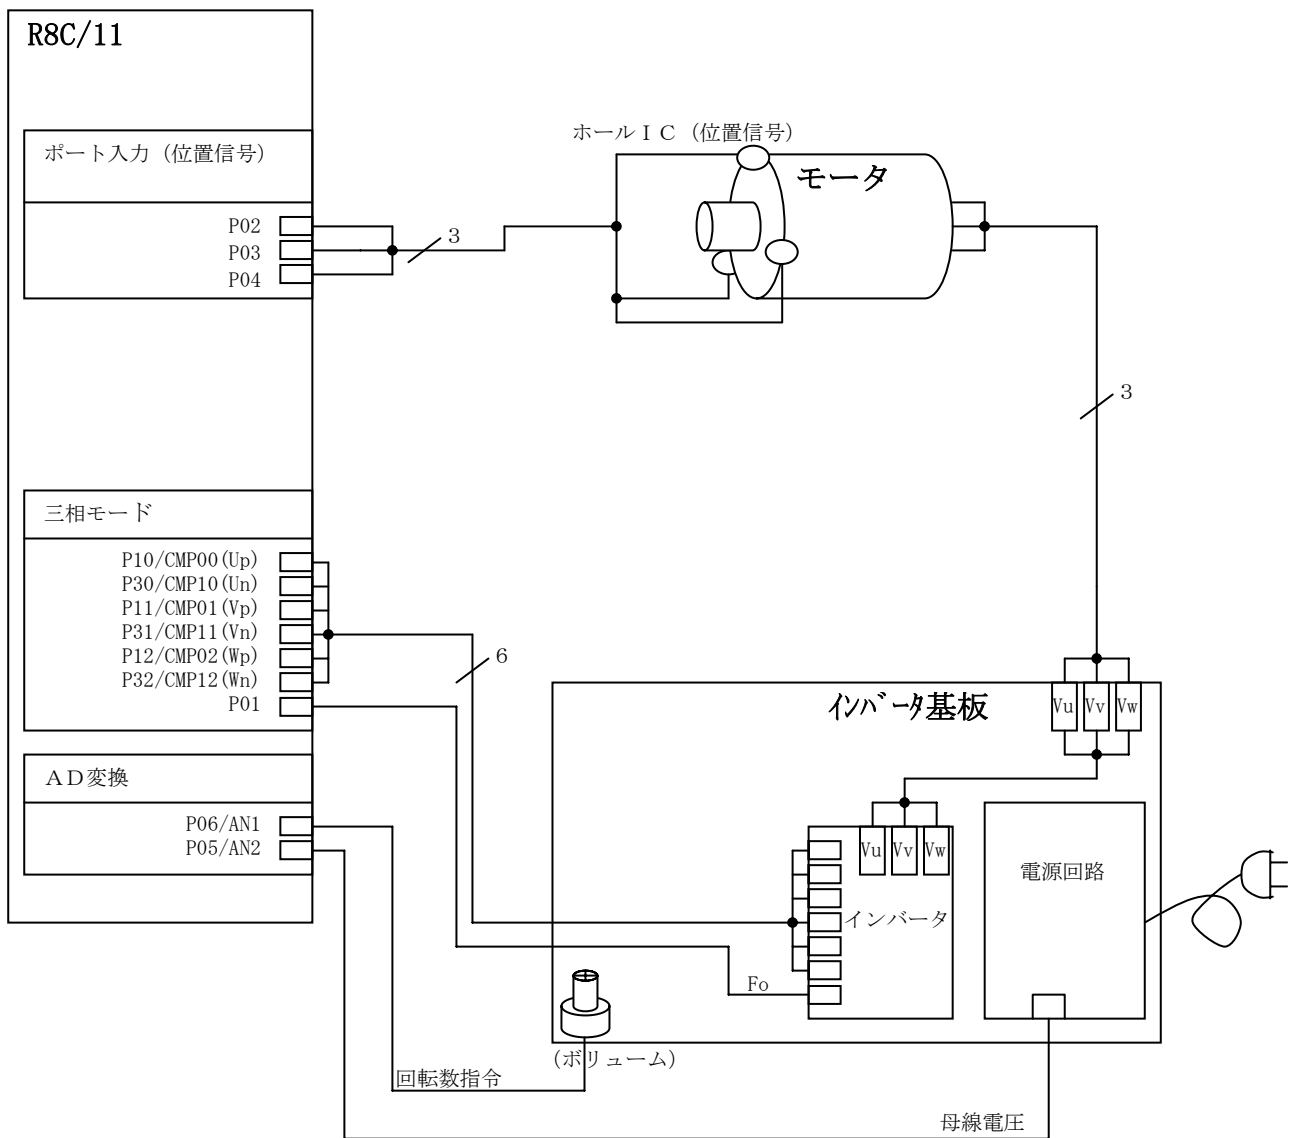 R8C/11
ホールＩＣ（位置信号）
ポート入力（位置信号）
モータ
P02
P03
P04
3
3
三相モード
P10/CMP00(Up)
P30/CMP10(Un)
P11/CMP01(Vp)
P31/CMP11(Vn)
P12/CMP02(Wp)
P32/CMP12(Wn)
P01
6
インバータ基板
Vu Vv Vw
ＡＤ変換
P06/AN1
P05/AN2
Vu Vv Vw
電源回路
インバータ
Fo
（ボリューム）
回転数指令
母線電圧